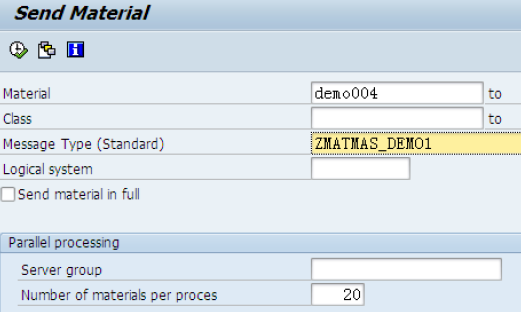 Send Material
Material demo004 to
Class to
Message Type (Standard) ZMATMAS_DEMO1
Logical system
Send material in full
Parallel processing
Server group
Number of materials per proces 20